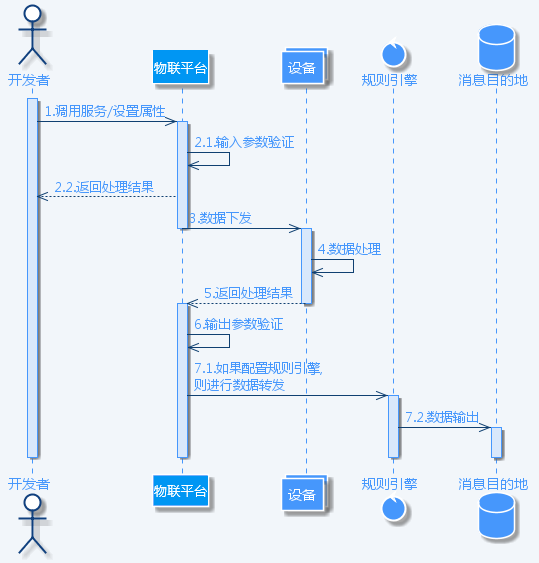 开发者
物联平台
设备
规则引擎
消息目的地
1.调用服务/设置属性
2.1.输入参数验证
2.2.返回处理结果
3.数据下发
4.数据处理
5.返回处理结果
6.输出参数验证
7.1.如果配置规则引擎,
则进行数据转发
7.2.数据输出
开发者
物联平台
设备
规则引擎
消息目的地